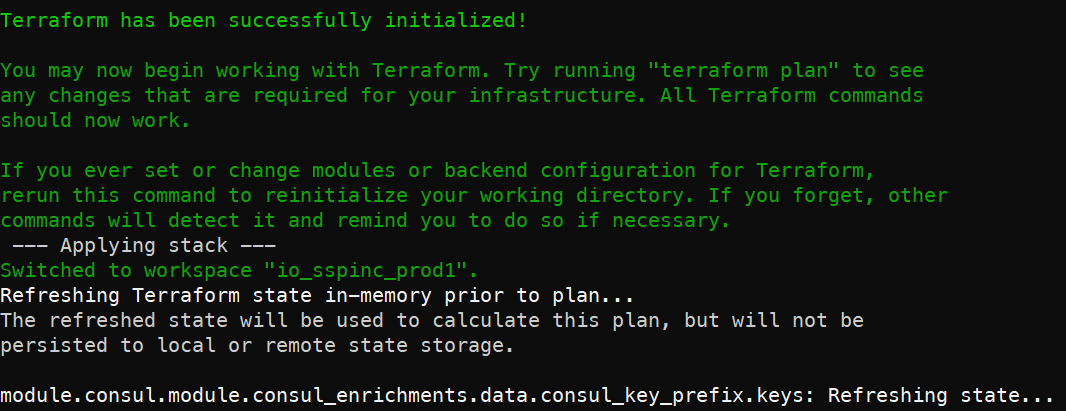 Terraform has been successfully initialized!
You may now begin working with Terraform. Try running "terraform plan" to see
any changes that are required for your infrastructure. All Terraform commands
should now work.
If you ever set or change modules or backend configuration for Terraform,
rerun this command to reinitialize your working directory. If you forget, other
commands will detect it and remind you to do so if necessary.
--- Applying stack ---
Switched to workspace "io_sspinc_prod1".
Refreshing Terraform state in-memory prior to plan...
The refreshed state will be used to calculate this plan, but will not be
persisted to local or remote state storage.
module.consul.module.consul_enrichments.data.consul_key_prefix.keys: Refreshing state...